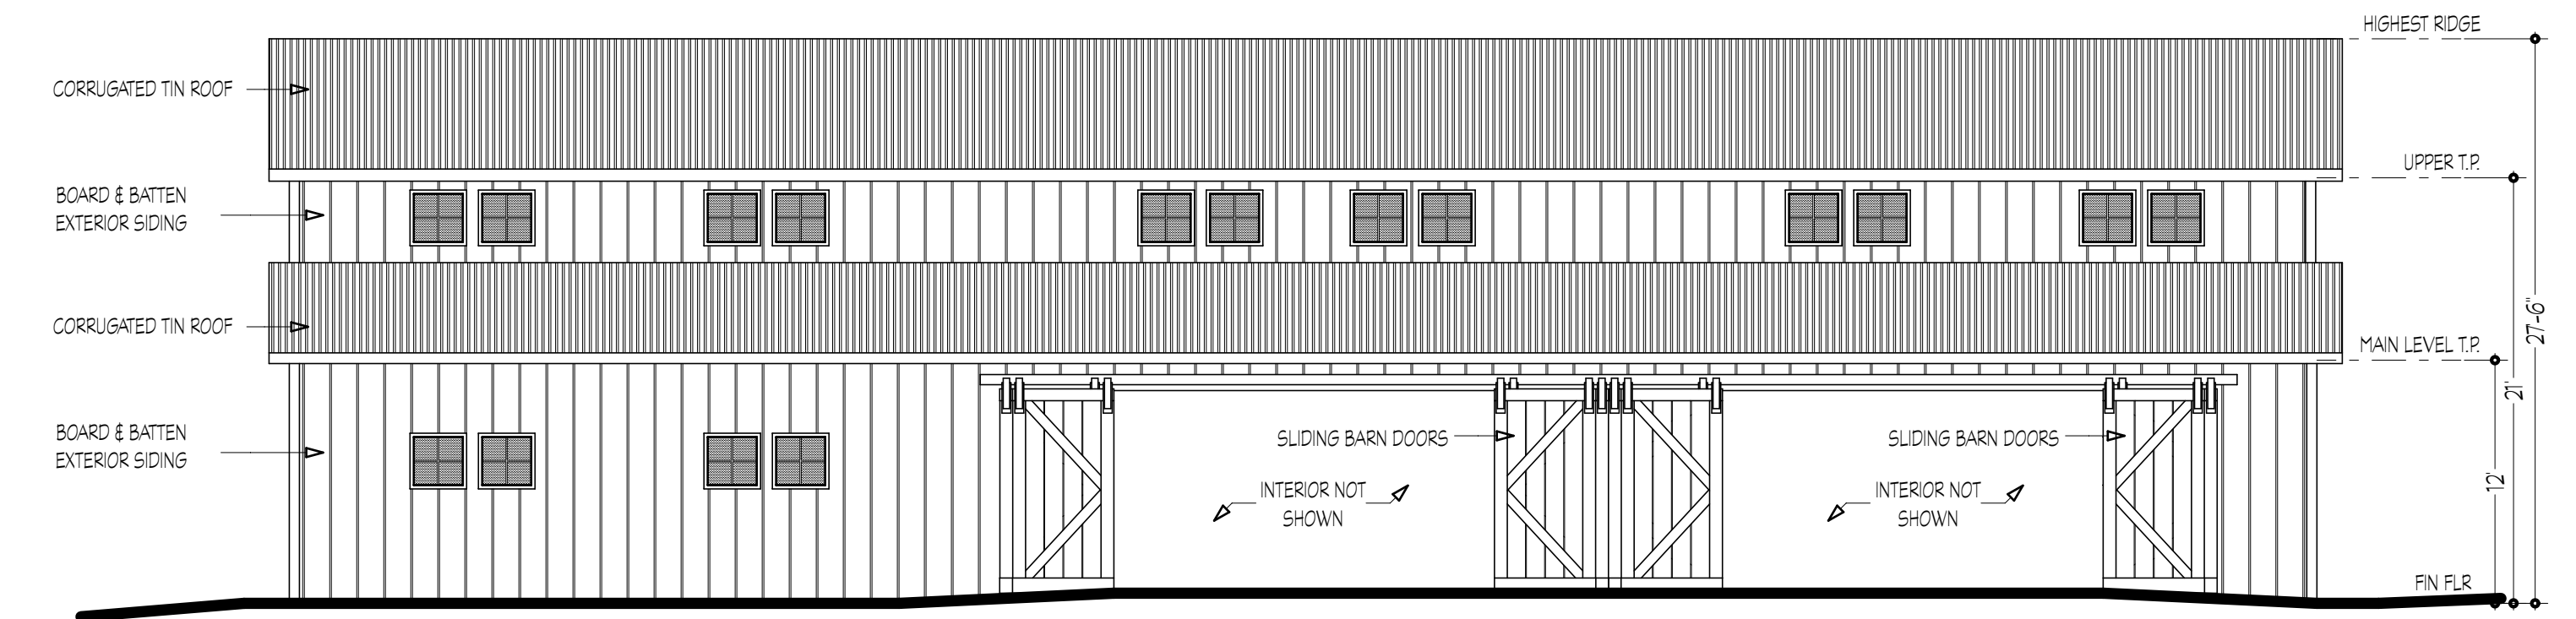 HIGHEST RIDGE
CORRUGATED TIN ROOF
UPPER T.P.
BOARD & BATTEN
EXTERIOR SIDING
CORRUGATED TIN ROOF
27'-6"
MAIN LEVEL T.P.
21'
BOARD & BATTEN
EXTERIOR SIDING
SLIDING BARN DOORS
SLIDING BARN DOORS
12'
INTERIOR NOT
SHOWN
INTERIOR NOT
SHOWN
FIN FLR